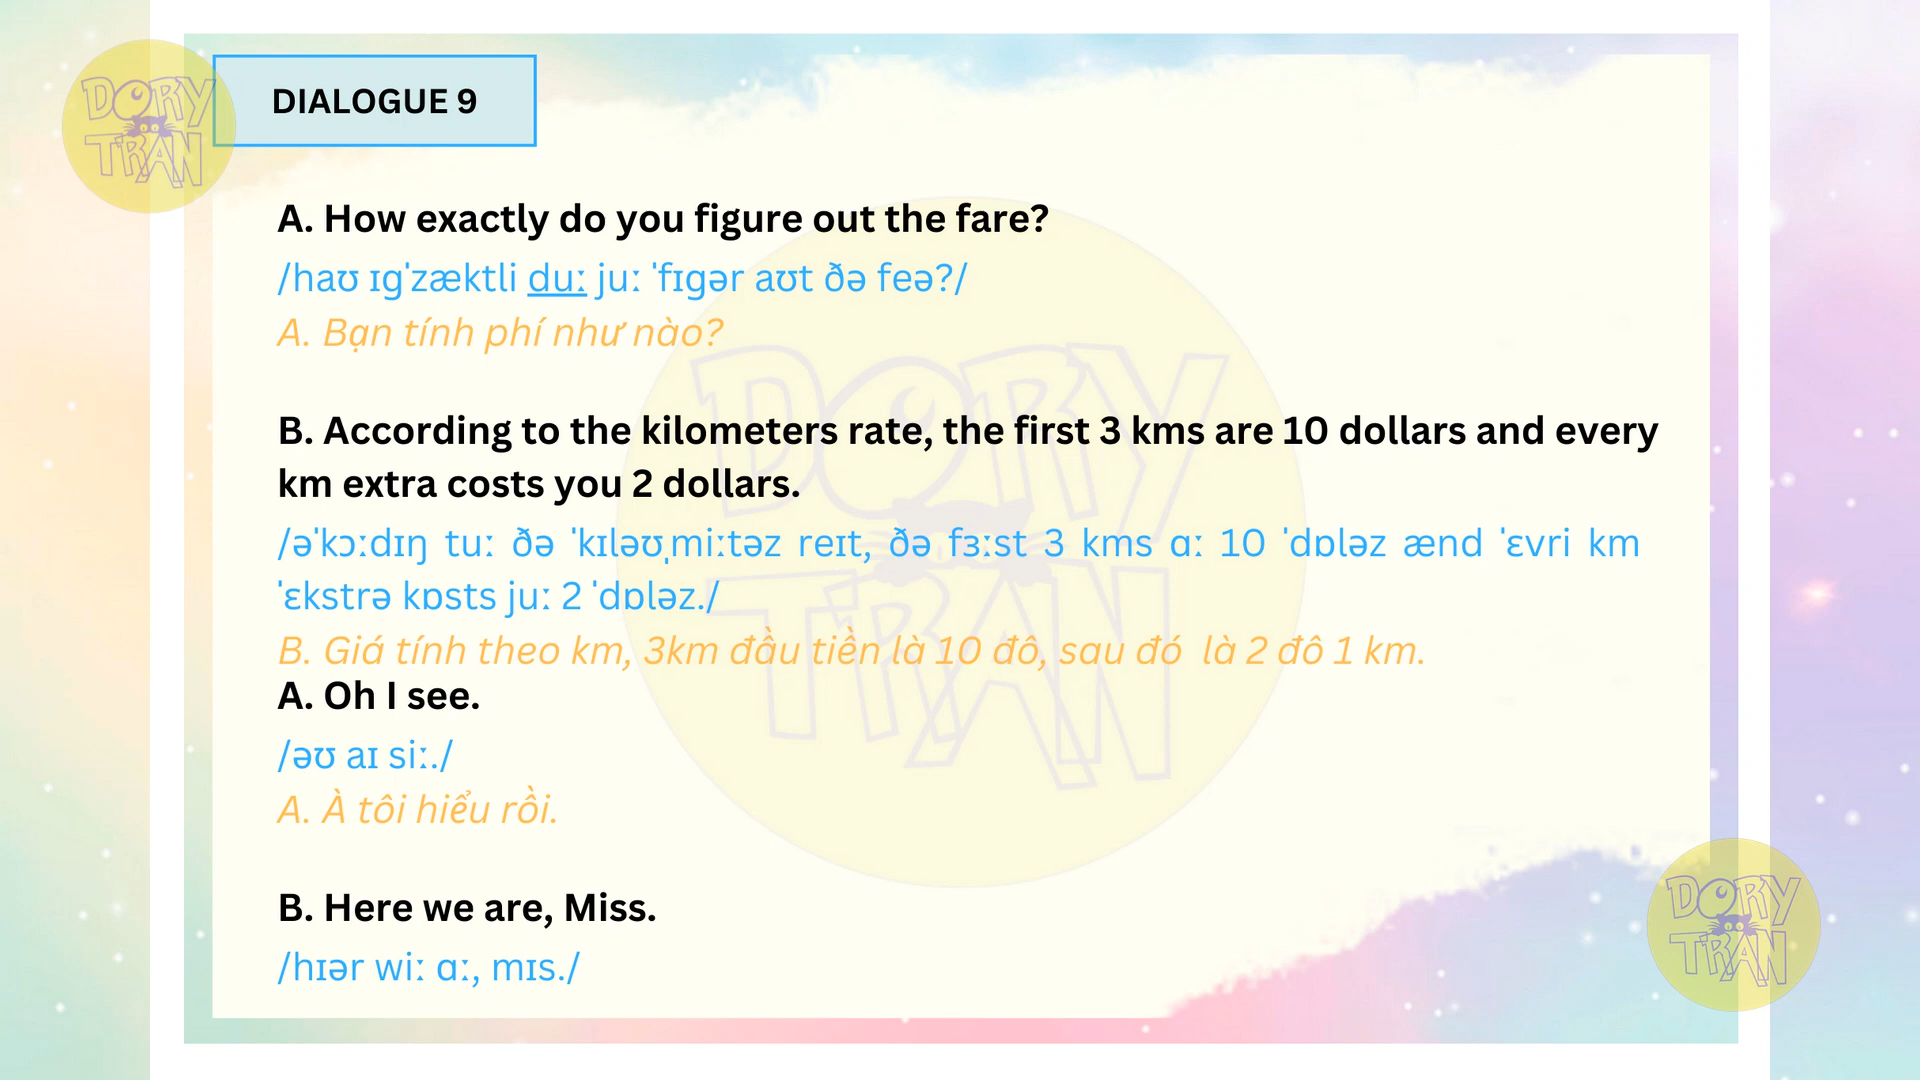 DORY
TRAN
DIALOGUE 9
A. How exactly do you figure out the fare?
/haʊ ɪgˈzæktli duː juː ˈfɪgər aʊt ðə feə?/
A. Bạn tính phí như nào?
B. According to the kilometers rate, the first 3 kms are 10 dollars and every
km extra costs you 2 dollars.
/əˈkɔːdɪŋ tuː ðə ˈkɪləʊˌmiːtəz reɪt, ðə fɜːst 3 kms ɑː 10 ˈdɒləz ænd ˈɛvri km
ˈɛkstrə kɒsts juː 2 ˈdɒləz./
B. Giá tính theo km, 3km đầu tiền là 10 đô, sau đó  là 2 đô 1 km.
A. Oh I see.
/əʊ aɪ siː./
A. À tôi hiểu rồi.
B. Here we are, Miss.
/hɪər wiː ɑː, mɪs./
DORY
TRAN
DORY
TRAN